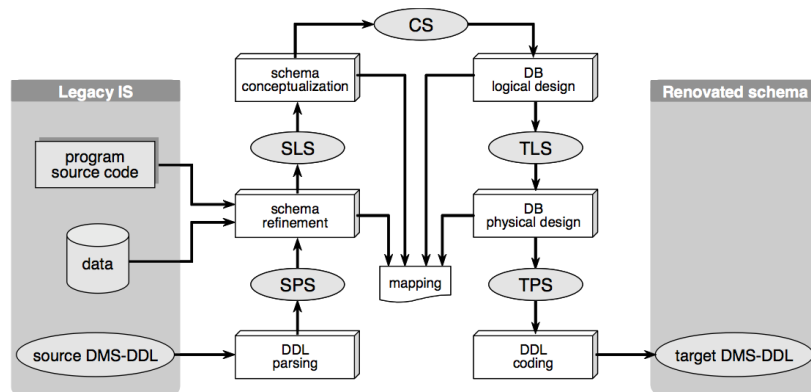 CS
Legacy IS
schema
conceptualization
DB
logical design
Renovated schema
program
source code
SLS
TLS
schema
refinement
DB
physical design
data
SPS
mapping
TPS
source DMS-DDL
DDL
parsing
DDL
coding
target DMS-DDL